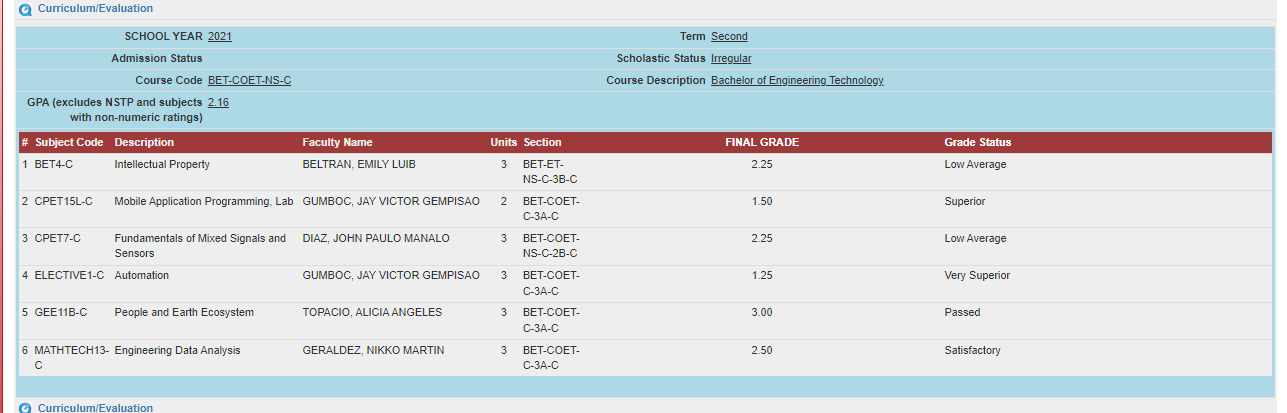 Curriculum/Evaluation
SCHOOL YEAR 2021 Term Second
Admission Status Scholastic Status Irregular
Course Code BET-COET-NS-C Course Description Bachelor of Engineering Technology
GPA (excludes NSTP and subjects 2.16
with non-numeric ratings)
# Subject Code Description Faculty Name Units Section FINAL GRADE Grade Status
1 BET4-C Intellectual Property BELTRAN, EMILY LUIB 3 BET-ET- 2.25 Low Average
NS-C-3B-C
2 CPET15L-C Mobile Application Programming, Lab GUMBOC, JAY VICTOR GEMPISAO 2 BET-COET- 1.50 Superior
C-3A-C
3 CPET7-C Fundamentals of Mixed Signals and DIAZ, JOHN PAULO MANALO 3 BET-COET- 2.25 Low Average
Sensors NS-C-2B-C
4 ELECTIVE1-C Automation GUMBOC, JAY VICTOR GEMPISAO 3 BET-COET- 1.25 Very Superior
C-3A-C
5 GEE11B-C People and Earth Ecosystem TOPACIO, ALICIA ANGELES 3 BET-COET- 3.00 Passed
C-3A-C
6 MATHTECH13- Engineering Data Analysis GERALDEZ, NIKKO MARTIN 3 BET-COET- 2.50 Satisfactory
C C-3A-C
Curriculum/Evaluation